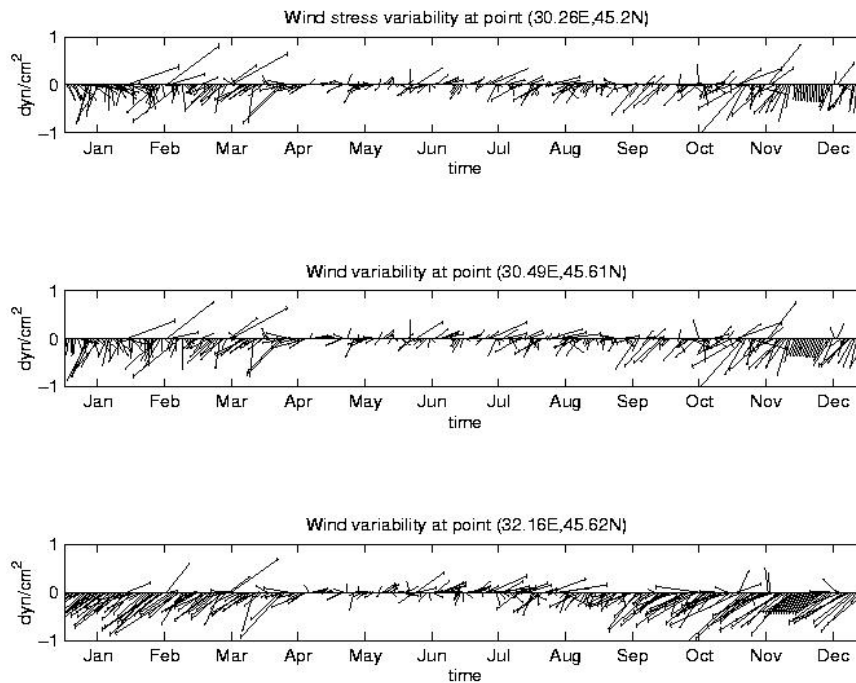 Wind stress variability at point (30.26E,45.2N)
1
0
−1
dyn/cm2
Jan Feb Mar Apr May Jun Jul Aug Sep Oct Nov Dec
time
Wind variability at point (30.49E,45.61N)
1
0
−1
dyn/cm2
Jan Feb Mar Apr May Jun Jul Aug Sep Oct Nov Dec
time
Wind variability at point (32.16E,45.62N)
1
0
−1
dyn/cm2
Jan Feb Mar Apr May Jun Jul Aug Sep Oct Nov Dec
time